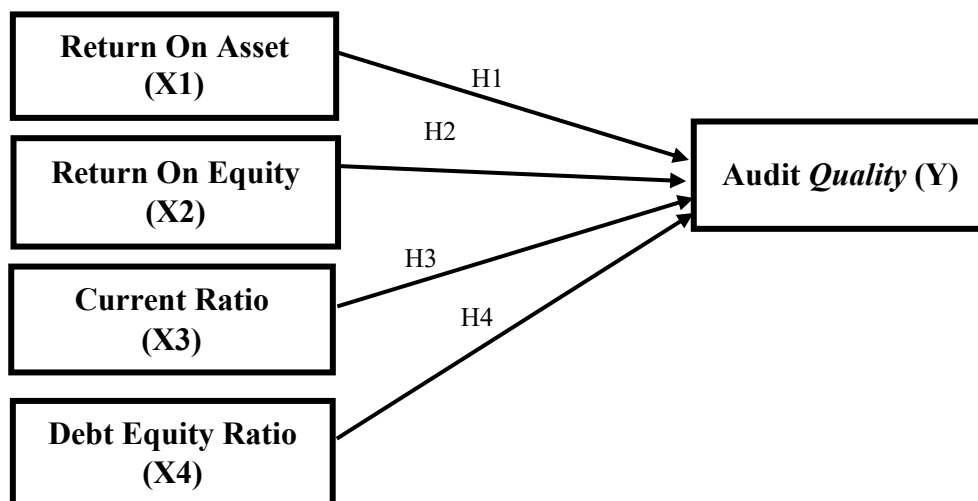 Return On Asset
(X1)
H1
H2
Return On Equity
(X2)
Audit Quality (Y)
H3
Current Ratio
(X3)
H4
Debt Equity Ratio
(X4)